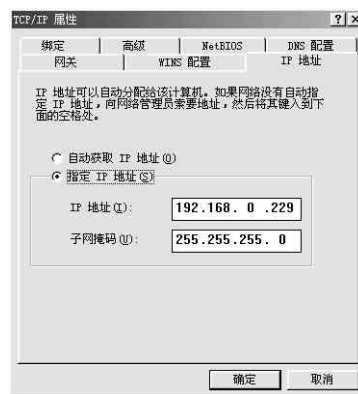 TCP/IP 属性
绑定 高级 NetBIOS DNS 配置
网关 WINS 配置 IP 地址
IP 地址可以自动分配给该计算机。如果网络没有自动指
定 IP 地址，向网络管理员索要地址，然后将其键入到下
面的空格处。
自动获取 IP 地址(O)
指定 IP 地址(S)
IP 地址(I): 192.168. 0 .229
子网掩码(U): 255.255.255. 0
确定 取消